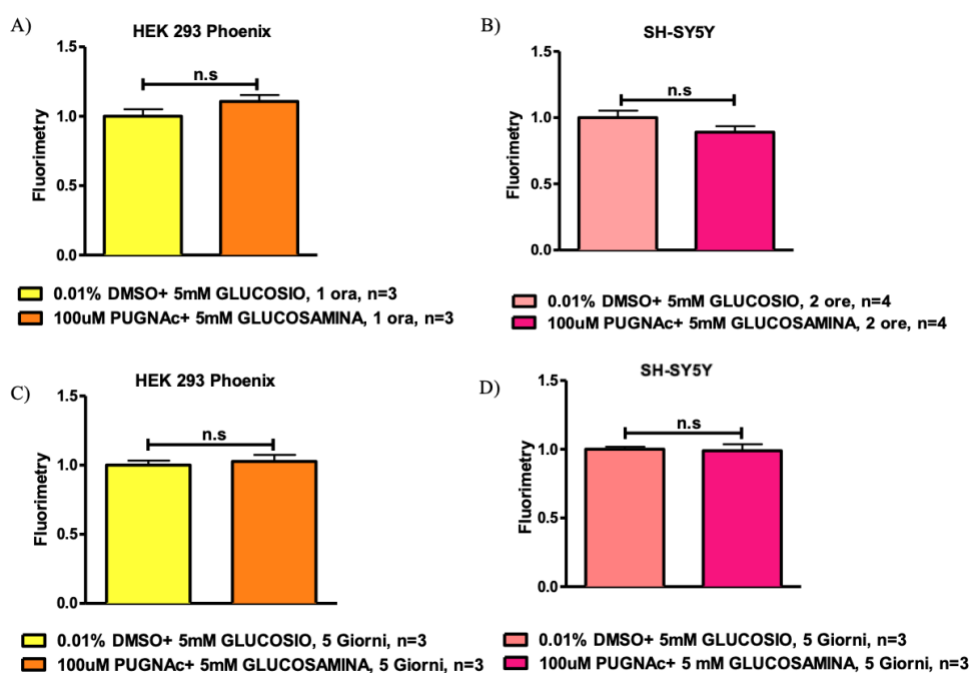 A)
HEK 293 Phoenix
1.5
1.0
0.5
0.0
Fluorimetry
n.s
0.01% DMSO+ 5mM GLUCOSIO, 1 ora, n=3
100uM PUGNAc+ 5mM GLUCOSAMINA, 1 ora, n=3
B)
SH-SY5Y
1.5
1.0
0.5
0.0
Fluorimetry
n.s
0.01% DMSO+ 5mM GLUCOSIO, 2 ore, n=4
100uM PUGNAc+ 5mM GLUCOSAMINA, 2 ore, n=4
C)
HEK 293 Phoenix
1.5
1.0
0.5
0.0
Fluorimetry
n.s
0.01% DMSO+ 5mM GLUCOSIO, 5 Giorni, n=3
100uM PUGNAc+ 5mM GLUCOSAMINA, 5 Giorni, n=3
D)
SH-SY5Y
1.5
1.0
0.5
0.0
Fluorimetry
n.s
0.01% DMSO+ 5mM GLUCOSIO, 5 Giorni, n=3
100uM PUGNAc+ 5 mM GLUCOSAMINA, 5 Giorni, n=3